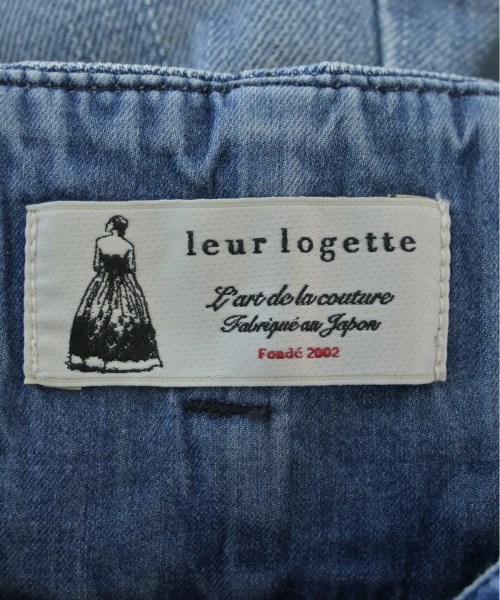 leur logette
L'art de la couture
Fabriqué au Japon
Fondé 2002